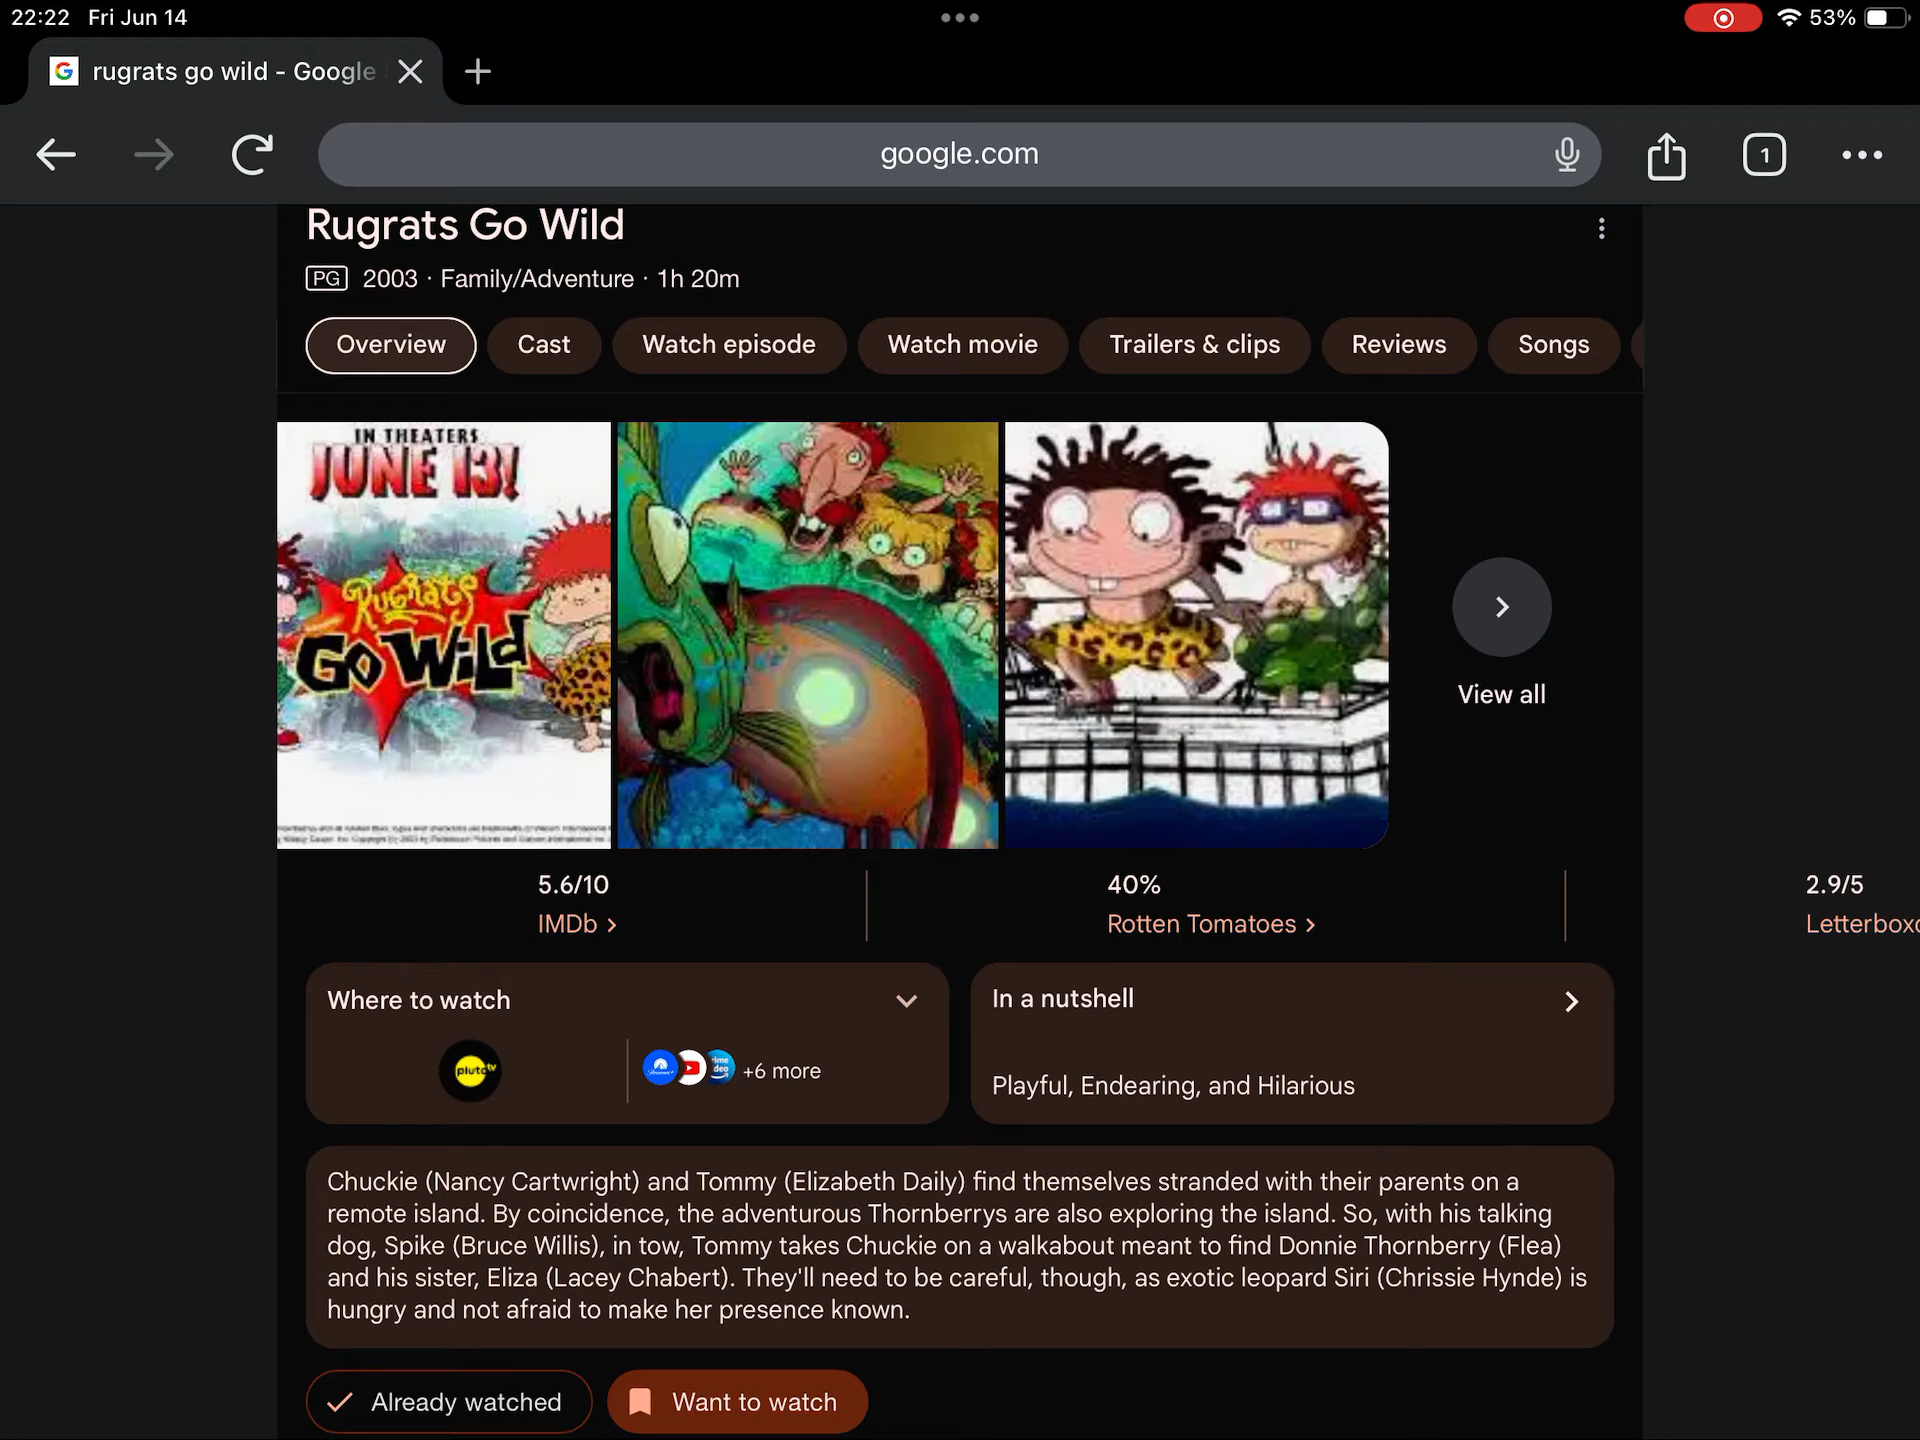 22:22 Fri Jun 14
53%
rugrats go wild - Google
google.com
1
Rugrats Go Wild
PG 2003 · Family/Adventure · 1h 20m
Overview
Cast
Watch episode
Watch movie
Trailers & clips
Reviews
Songs
IN THEATERS
JUNE 13!
Rugrats
Go Wild
View all
5.6/10
IMDb
40%
Rotten Tomatoes
2.9/5
Letterboxd
Where to watch
pluto tv
+6 more
In a nutshell
Playful, Endearing, and Hilarious
Chuckie (Nancy Cartwright) and Tommy (Elizabeth Daily) find themselves stranded with their parents on a
remote island. By coincidence, the adventurous Thornberrys are also exploring the island. So, with his talking
dog, Spike (Bruce Willis), in tow, Tommy takes Chuckie on a walkabout meant to find Donnie Thornberry (Flea)
and his sister, Eliza (Lacey Chabert). They'll need to be careful, though, as exotic leopard Siri (Chrissie Hynde) is
hungry and not afraid to make her presence known.
Already watched
Want to watch